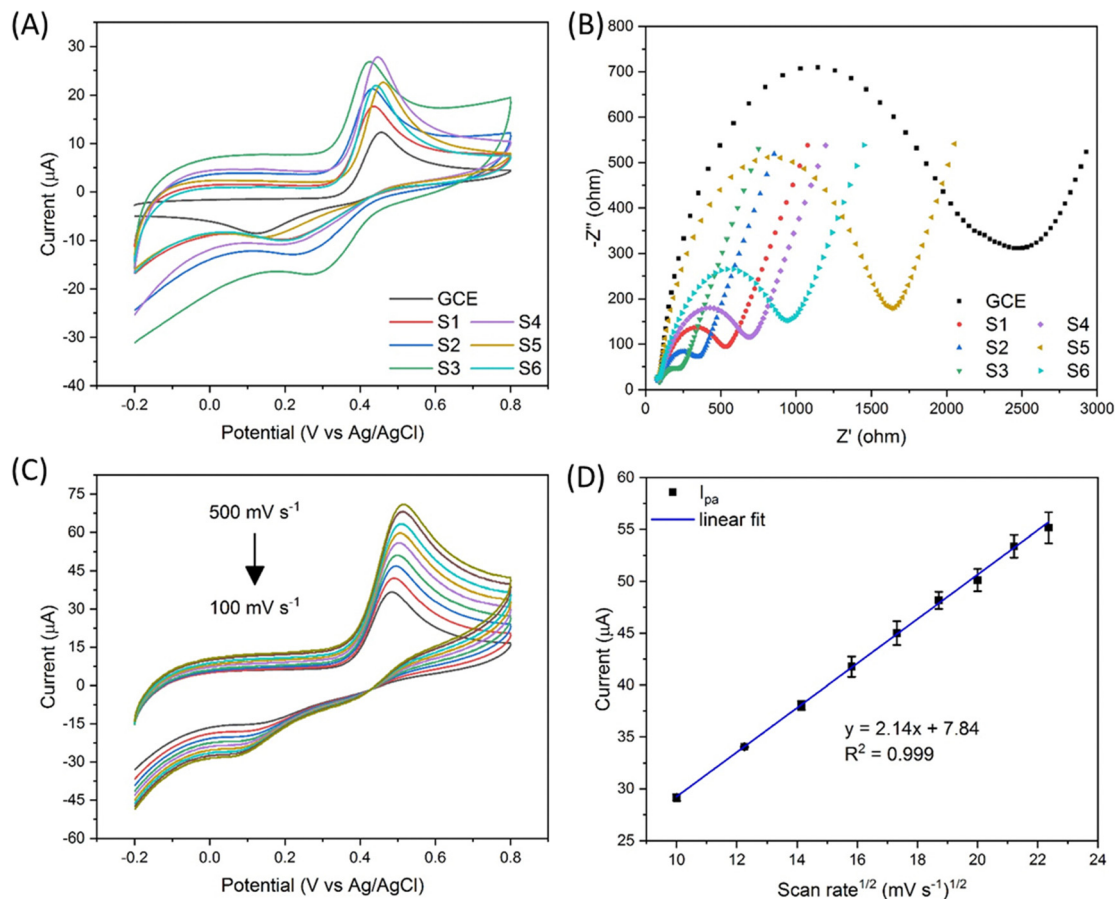 (A)
30
20
10
0
-10
-20
-30
-40
Current (μA)
GCE
S1 S4
S2 S5
S3 S6
-0.2 0.0 0.2 0.4 0.6 0.8
Potential (V vs Ag/AgCl)
(B)
800
700
600
500
400
300
200
100
0
-Z" (ohm)
GCE
S1 S4
S2 S5
S3 S6
0 500 1000 1500 2000 2500 3000
Z' (ohm)
(C)
75
60
45
30
15
0
-15
-30
-45
-60
Current (μA)
500 mV s⁻¹
100 mV s⁻¹
-0.2 0.0 0.2 0.4 0.6 0.8
Potential (V vs Ag/AgCl)
(D)
60
55
50
45
40
35
30
25
Current (μA)
Iₚₐ
linear fit
y = 2.14x + 7.84
R² = 0.999
10 12 14 16 18 20 22 24
Scan rate¹ᐟ² (mV s⁻¹)¹ᐟ²